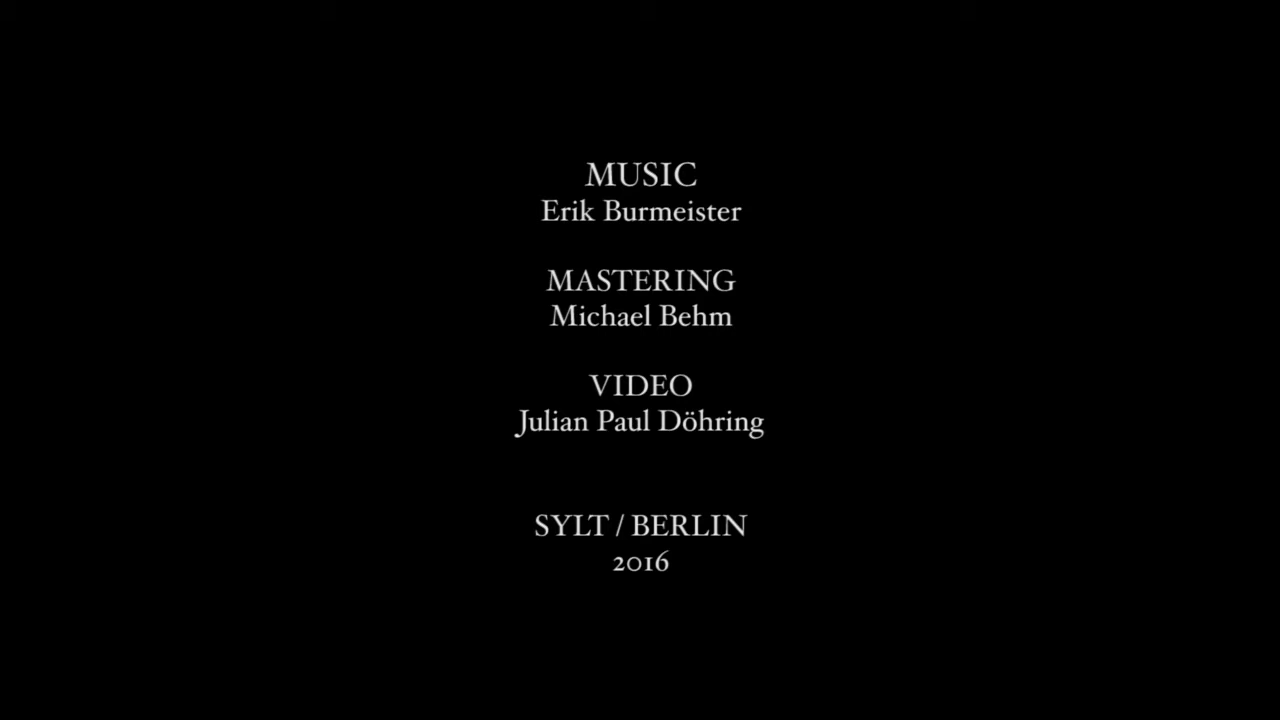 MUSIC
Erik Burmeister
MASTERING
Michael Behm
VIDEO
Julian Paul Döhring
SYLT / BERLIN
2016